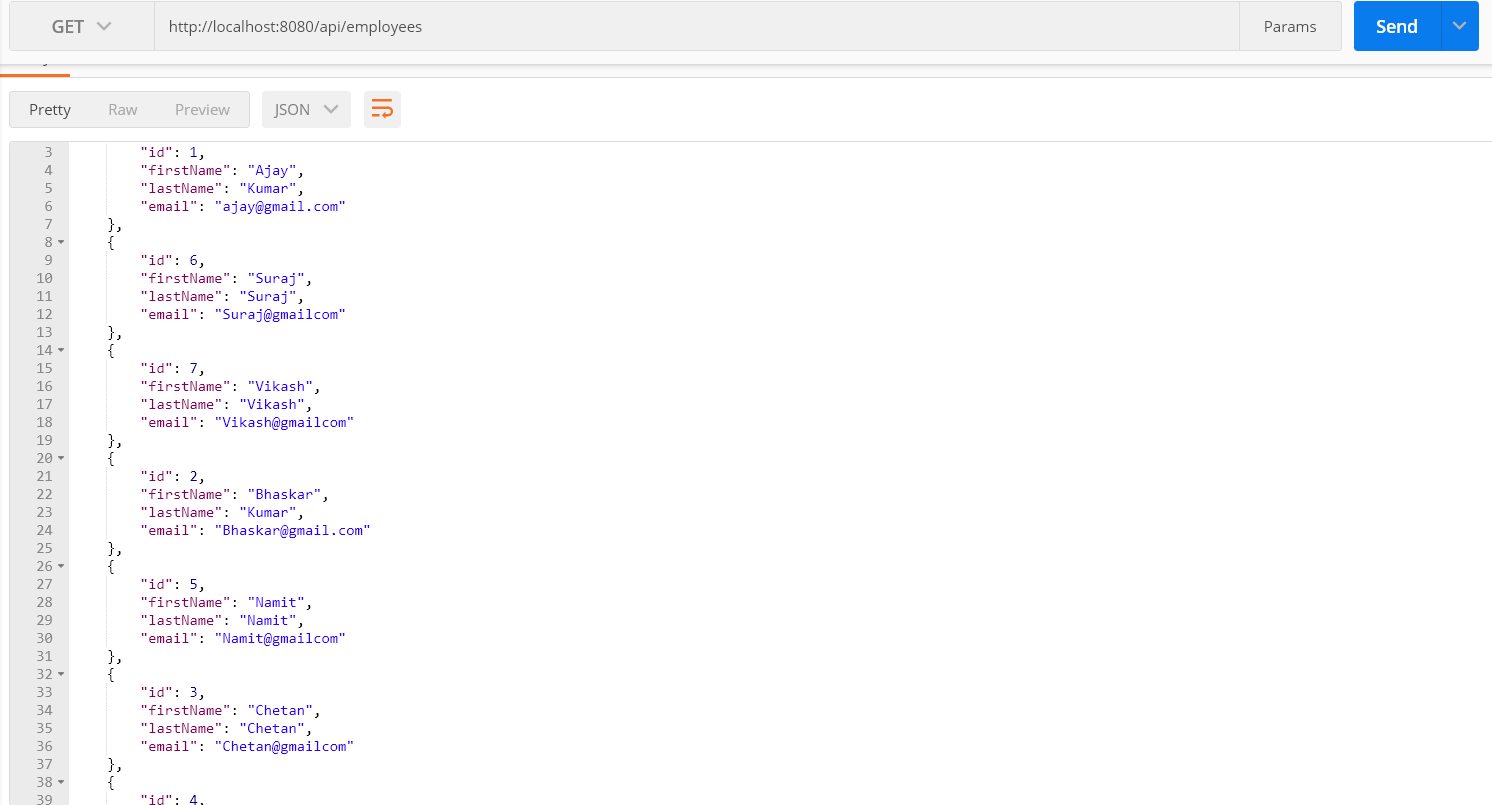 GET http://localhost:8080/api/employees Params Send
Pretty Raw Preview JSON
3 "id": 1,
4 "firstName": "Ajay",
5 "lastName": "Kumar",
6 "email": "ajay@gmail.com"
7 },
8 {
9 "id": 6,
10 "firstName": "Suraj",
11 "lastName": "Suraj",
12 "email": "Suraj@gmailcom"
13 },
14 {
15 "id": 7,
16 "firstName": "Vikash",
17 "lastName": "Vikash",
18 "email": "Vikash@gmailcom"
19 },
20 {
21 "id": 2,
22 "firstName": "Bhaskar",
23 "lastName": "Kumar",
24 "email": "Bhaskar@gmail.com"
25 },
26 {
27 "id": 5,
28 "firstName": "Namit",
29 "lastName": "Namit",
30 "email": "Namit@gmailcom"
31 },
32 {
33 "id": 3,
34 "firstName": "Chetan",
35 "lastName": "Chetan",
36 "email": "Chetan@gmailcom"
37 },
38 {
39 "id": 4,